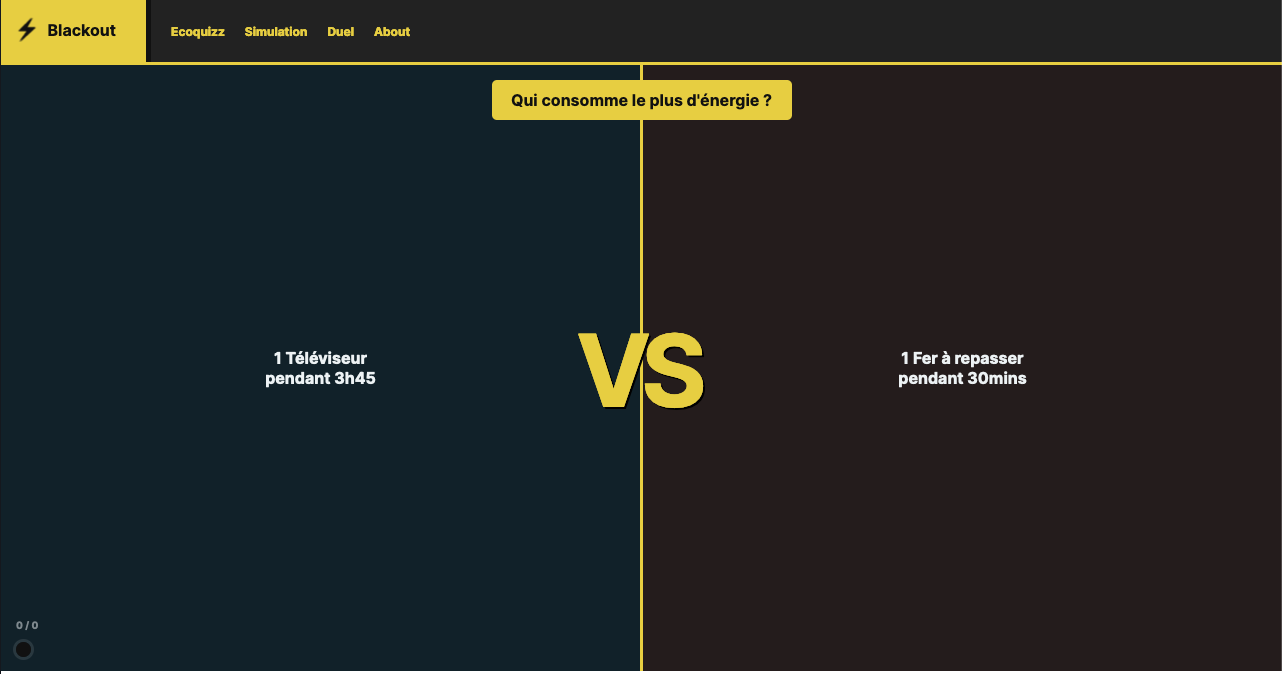 Blackout
Ecoquizz Simulation Duel About
Qui consomme le plus d'énergie ?
1 Téléviseur
pendant 3h45
VS
1 Fer à repasser
pendant 30mins
0 / 0